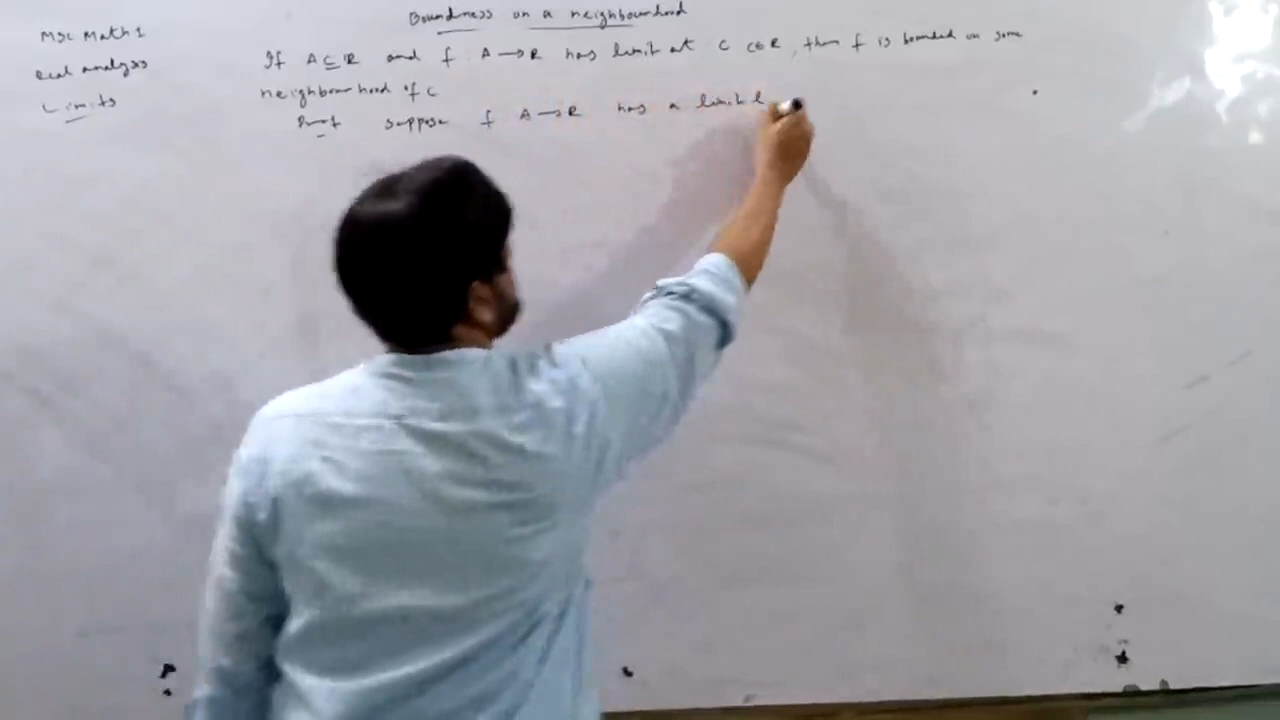 Boundness on a neighbourhood
MSC Math 1
Real analysis
Limits
If A ⊆ R and f : A → R has limit at c c∈R, then f is bounded on some
neighbourhood of c
Proof suppose f A → R has a limit l